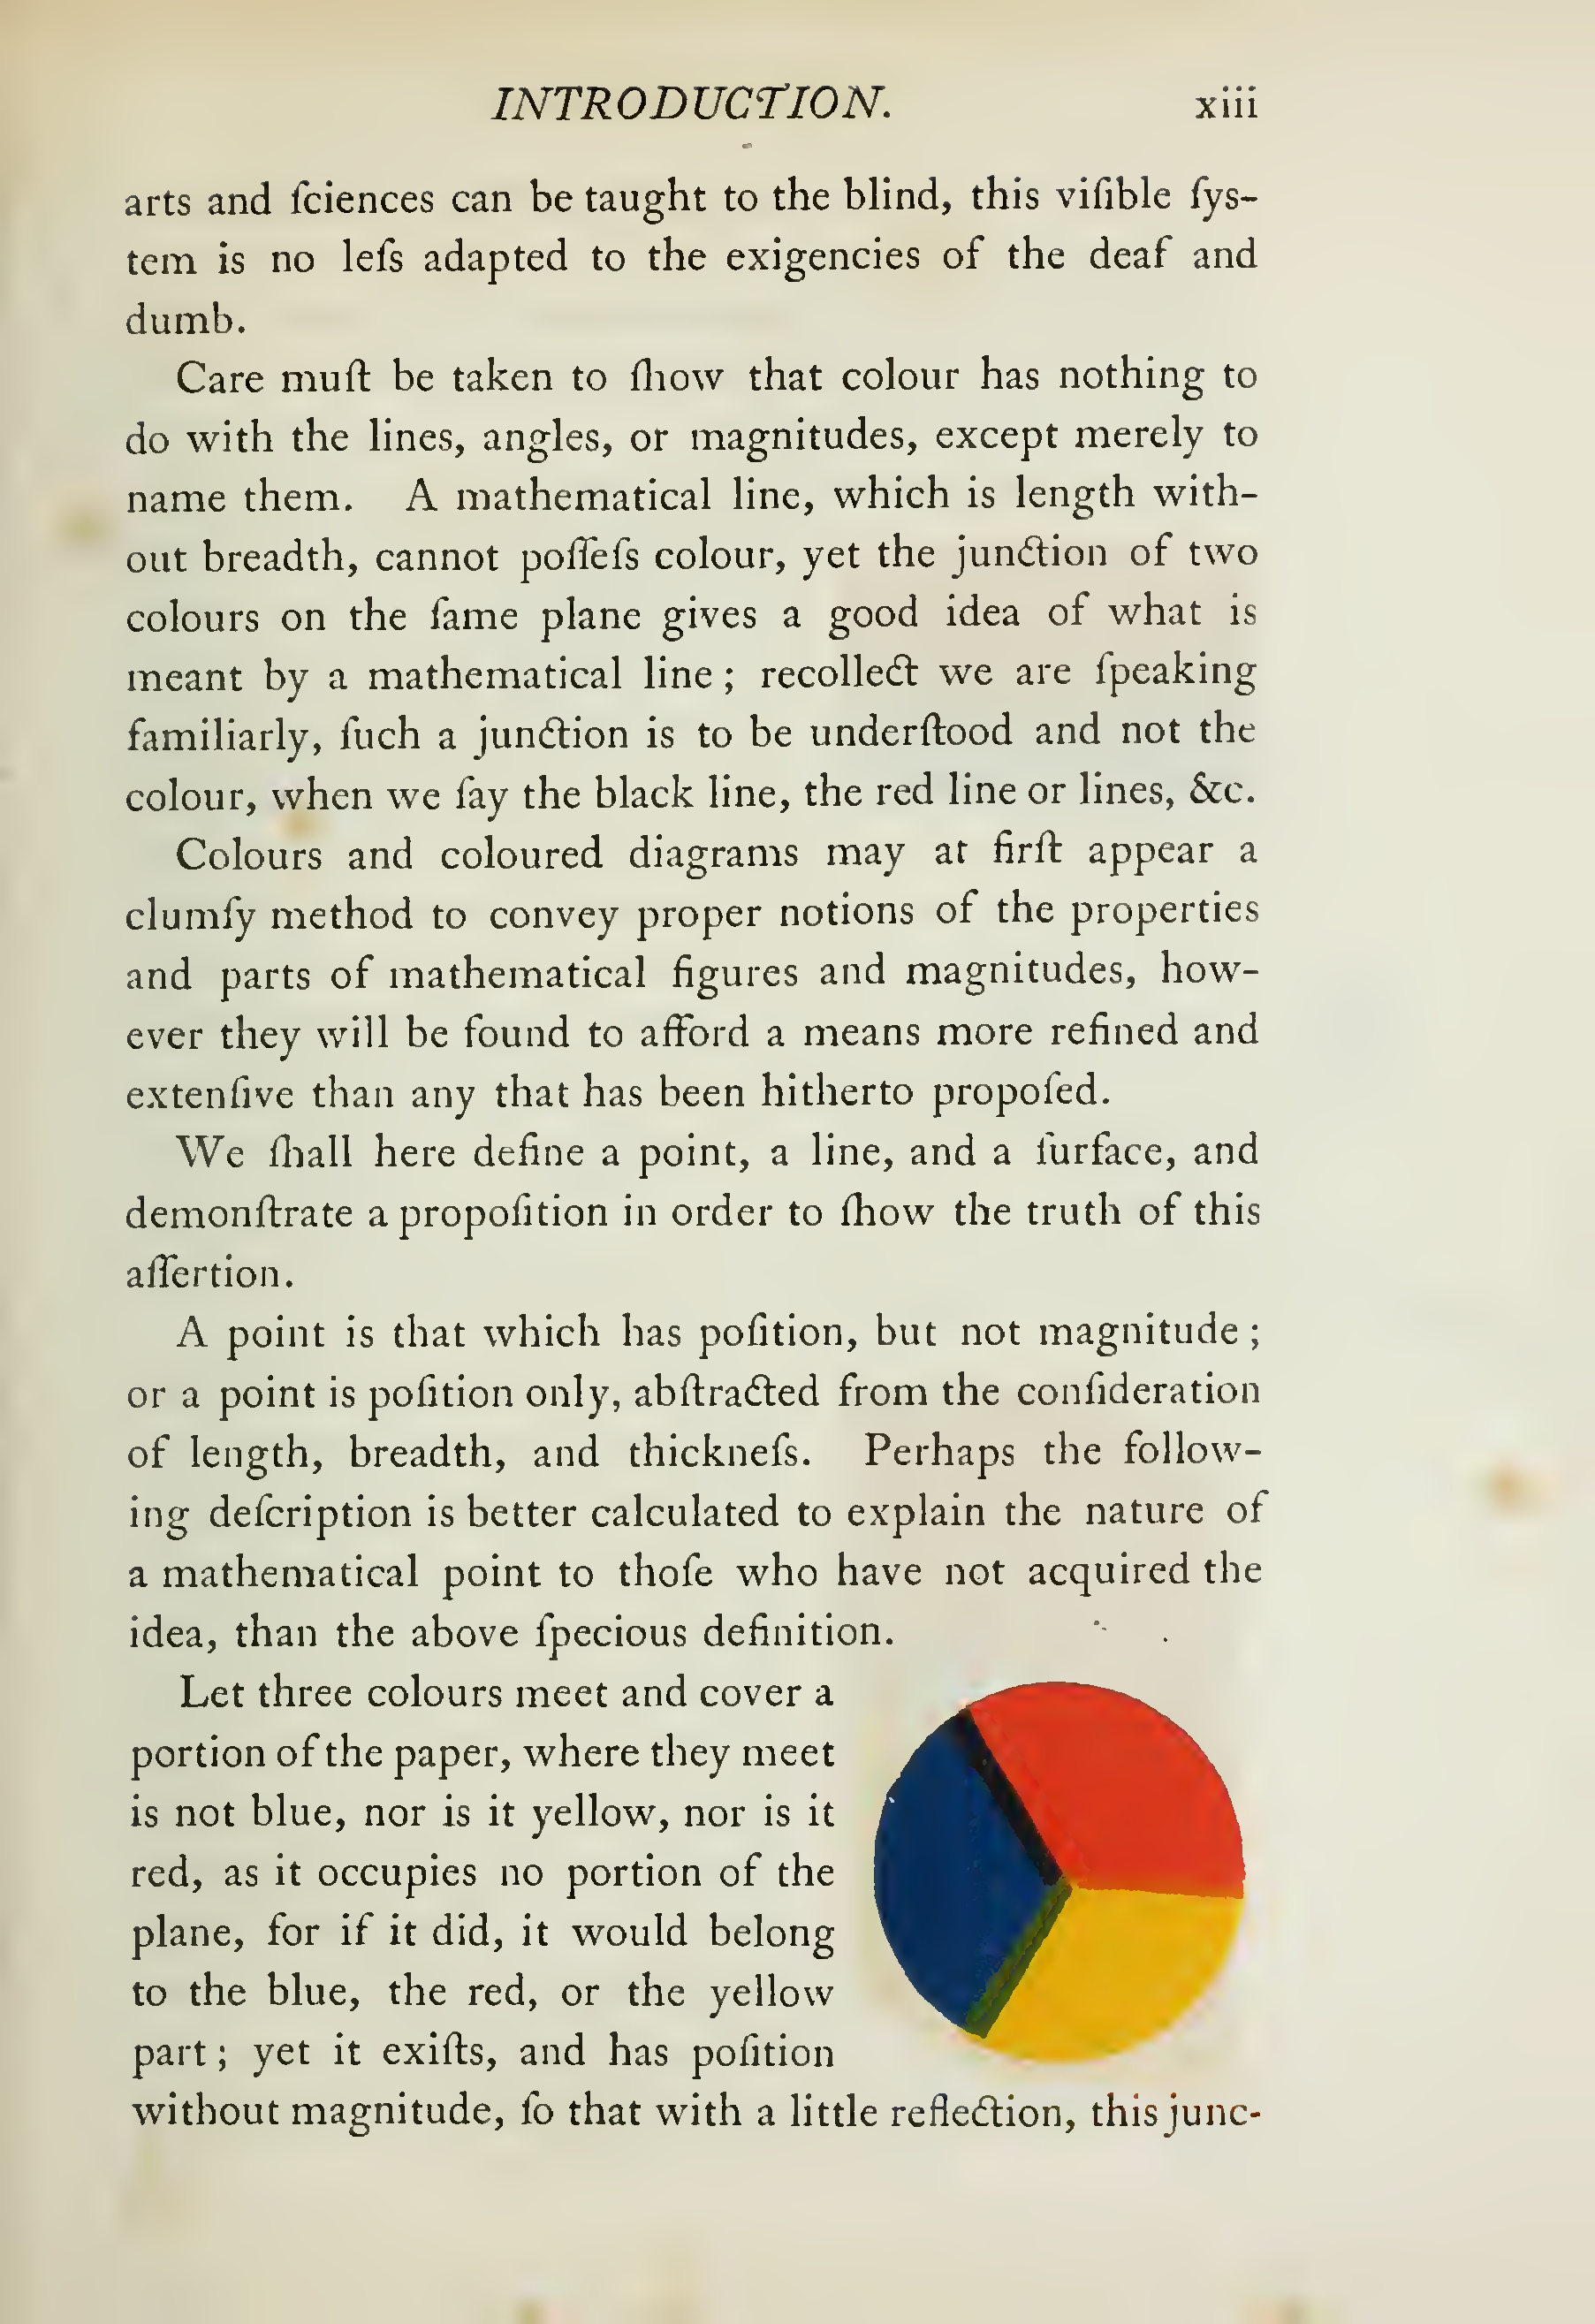 INTRODUCTION. xiii
arts and ſciences can be taught to the blind, this viſible ſys-
tem is no leſs adapted to the exigencies of the deaf and
dumb.
Care muſt be taken to ſhow that colour has nothing to
do with the lines, angles, or magnitudes, except merely to
name them. A mathematical line, which is length with-
out breadth, cannot poſſeſs colour, yet the junction of two
colours on the ſame plane gives a good idea of what is
meant by a mathematical line; recollect we are ſpeaking
familiarly, ſuch a junction is to be underſtood and not the
colour, when we ſay the black line, the red line or lines, &c.
Colours and coloured diagrams may at firſt appear a
clumſy method to convey proper notions of the properties
and parts of mathematical figures and magnitudes, how-
ever they will be found to afford a means more refined and
extenſive than any that has been hitherto propoſed.
We ſhall here define a point, a line, and a ſurface, and
demonſtrate a propoſition in order to ſhow the truth of this
aſſertion.
A point is that which has poſition, but not magnitude;
or a point is poſition only, abſtracted from the conſideration
of length, breadth, and thickneſs. Perhaps the follow-
ing deſcription is better calculated to explain the nature of
a mathematical point to thoſe who have not acquired the
idea, than the above ſpecious definition.
Let three colours meet and cover a
portion of the paper, where they meet
is not blue, nor is it yellow, nor is it
red, as it occupies no portion of the
plane, for if it did, it would belong
to the blue, the red, or the yellow
part; yet it exiſts, and has poſition
without magnitude, ſo that with a little reflection, this junc-